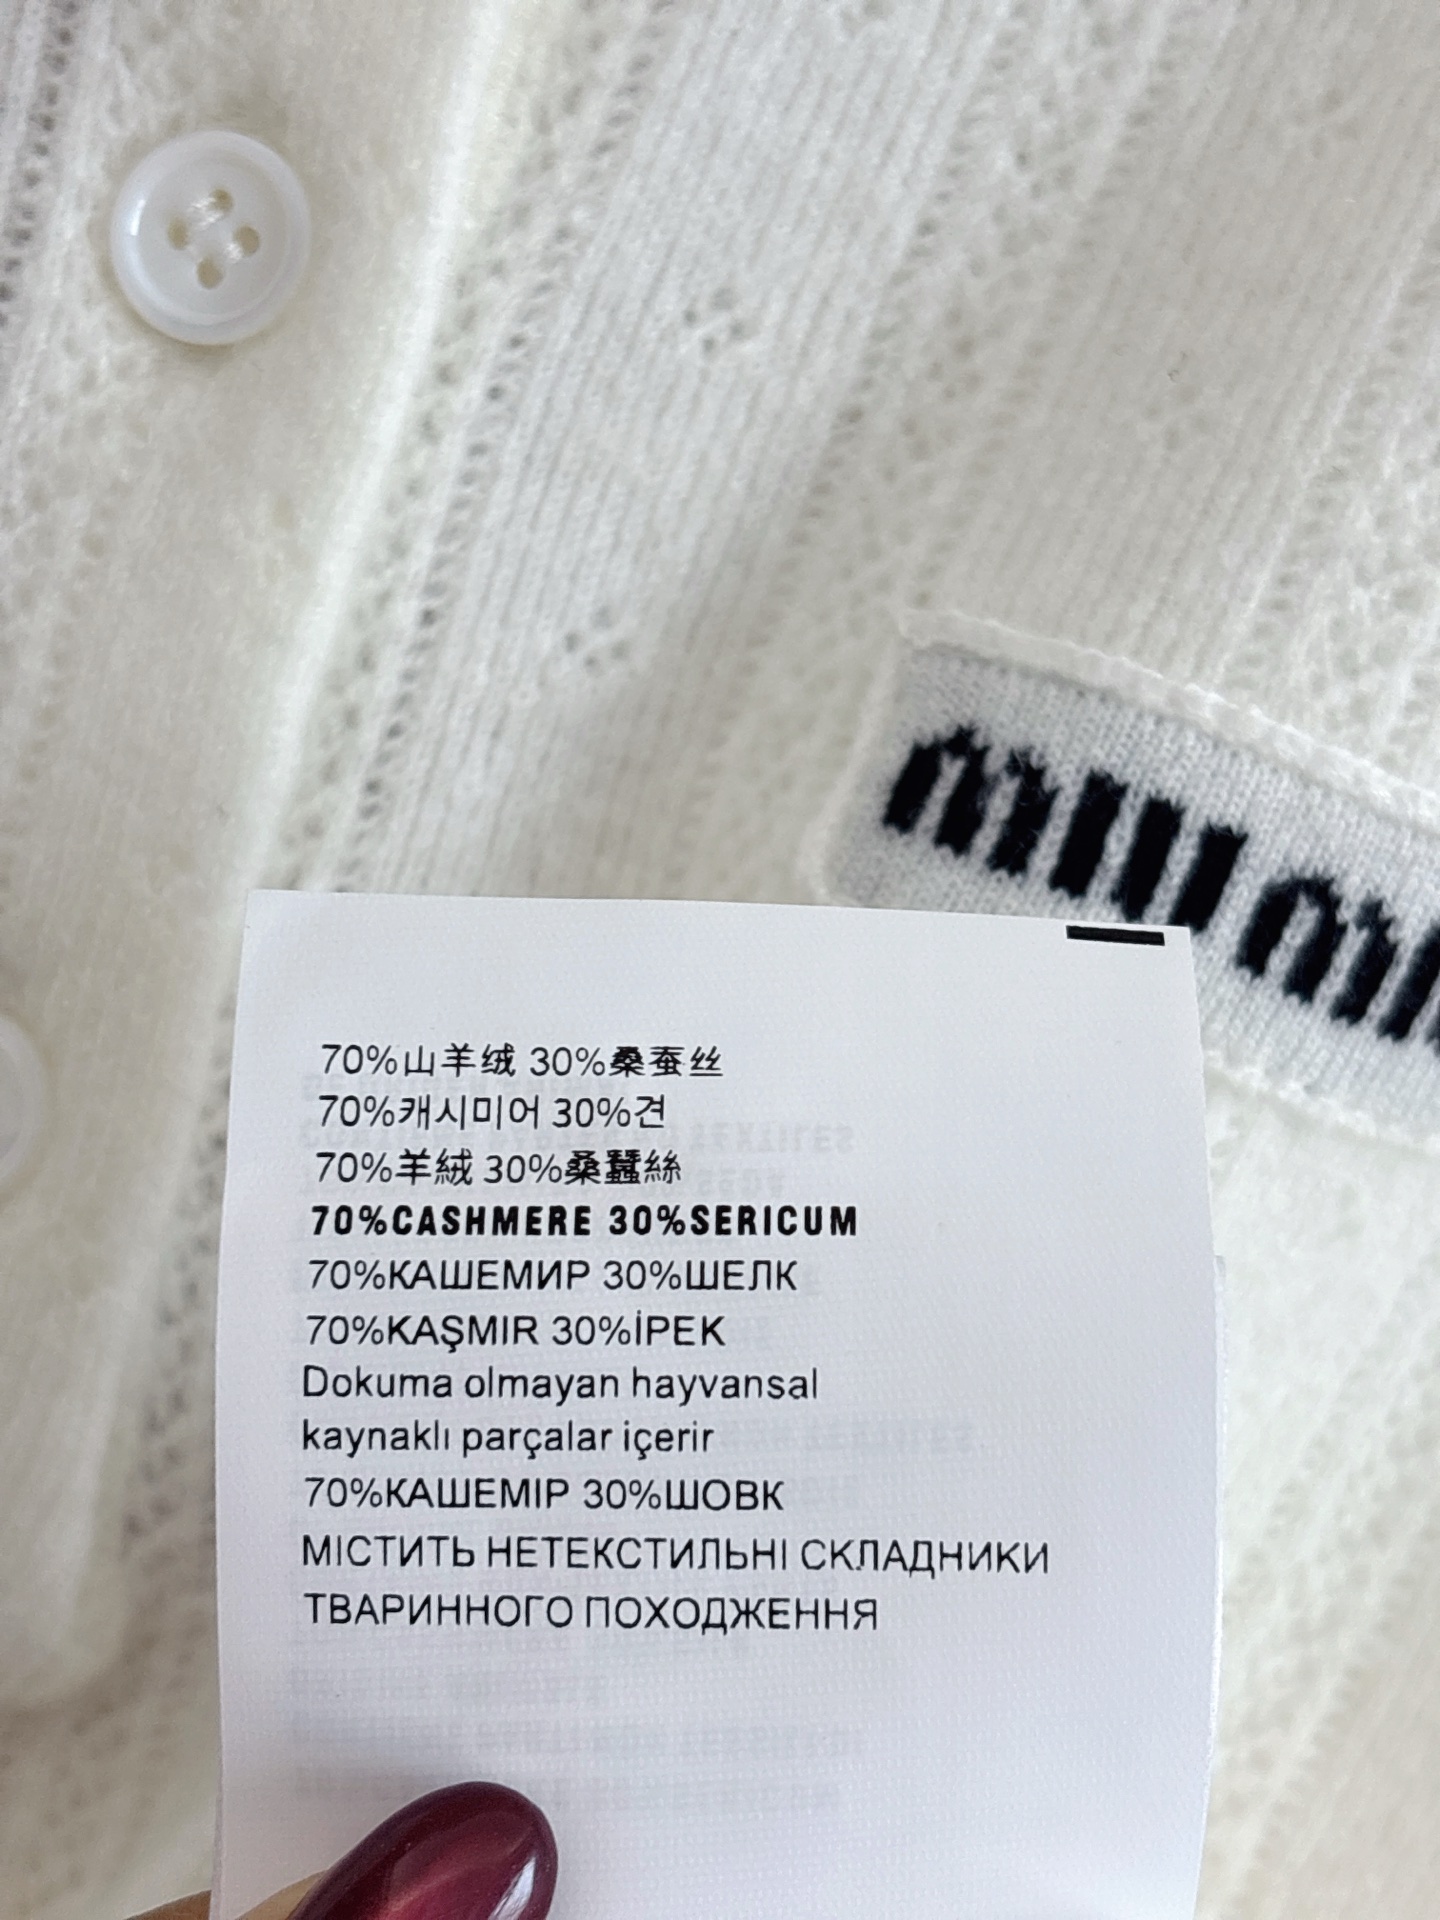 miu mi
70%山羊绒 30%桑蚕丝
70%캐시미어 30%견
70%羊絨 30%桑蠶絲
70%CASHMERE 30%SERICUM
70%КАШЕМИР 30%ШЕЛК
70%KAŞMIR 30%İPEK
Dokuma olmayan hayvansal
kaynaklı parçalar içerir
70%КАШЕМІР 30%ШОВК
МІСТИТЬ НЕТЕКСТИЛЬНІ СКЛАДНИКИ
ТВАРИННОГО ПОХОДЖЕННЯ